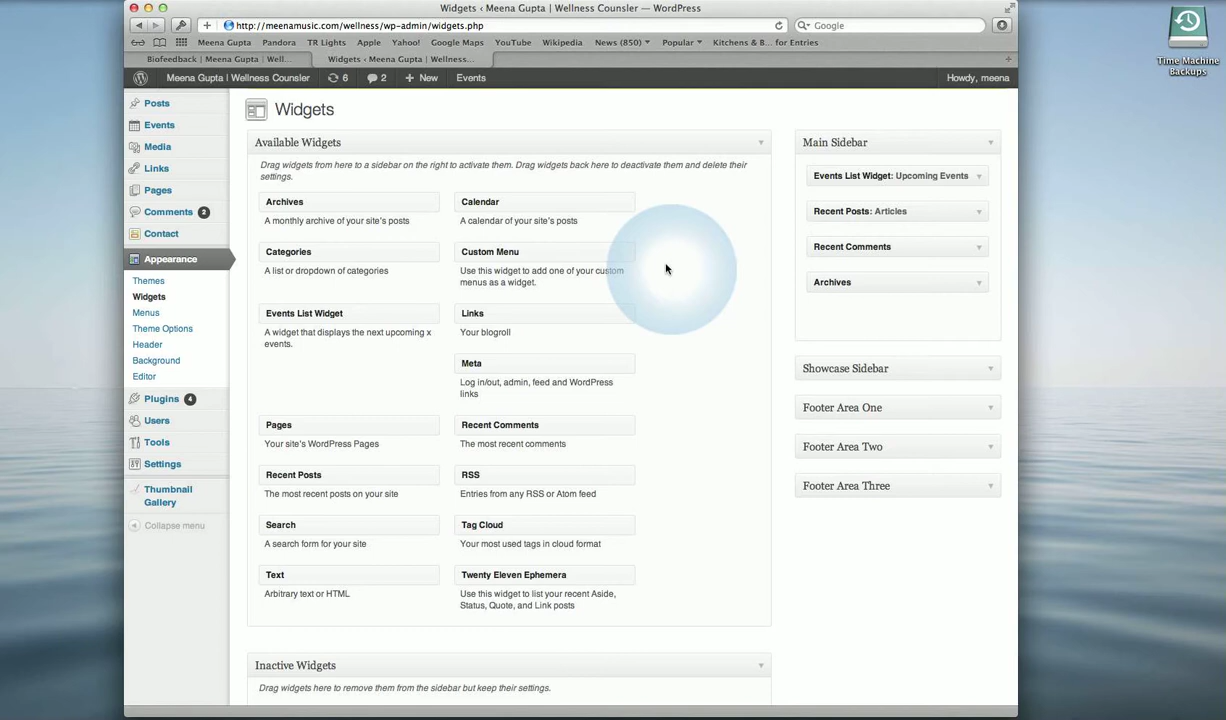 Widgets ‹ Meena Gupta | Wellness Counsler — WordPress
http://meenamusic.com/wellness/wp-admin/widgets.php
Google
Meena Gupta Pandora TR Lights Apple Yahoo! Google Maps YouTube Wikipedia News (850) Popular Kitchens & B... for Entries
Biofeedback | Meena Gupta | Well... Widgets ‹ Meena Gupta | Wellness...
Meena Gupta | Wellness Counsler 6 2 + New Events Howdy, meena
Time Machine
Backups
Posts
Events
Media
Links
Pages
Comments 2
Contact
Appearance
Themes
Widgets
Menus
Theme Options
Header
Background
Editor
Plugins 4
Users
Tools
Settings
Thumbnail
Gallery
Collapse menu
Widgets
Available Widgets
Drag widgets from here to a sidebar on the right to activate them. Drag widgets back here to deactivate them and delete their
settings.
Archives
A monthly archive of your site's posts
Calendar
A calendar of your site's posts
Categories
A list or dropdown of categories
Custom Menu
Use this widget to add one of your custom
menus as a widget.
Events List Widget
A widget that displays the next upcoming x
events.
Links
Your blogroll
Meta
Log in/out, admin, feed and WordPress
links
Pages
Your site's WordPress Pages
Recent Comments
The most recent comments
Recent Posts
The most recent posts on your site
RSS
Entries from any RSS or Atom feed
Search
A search form for your site
Tag Cloud
Your most used tags in cloud format
Text
Arbitrary text or HTML
Twenty Eleven Ephemera
Use this widget to list your recent Aside,
Status, Quote, and Link posts
Inactive Widgets
Drag widgets here to remove them from the sidebar but keep their settings.
Main Sidebar
Events List Widget: Upcoming Events
Recent Posts: Articles
Recent Comments
Archives
Showcase Sidebar
Footer Area One
Footer Area Two
Footer Area Three